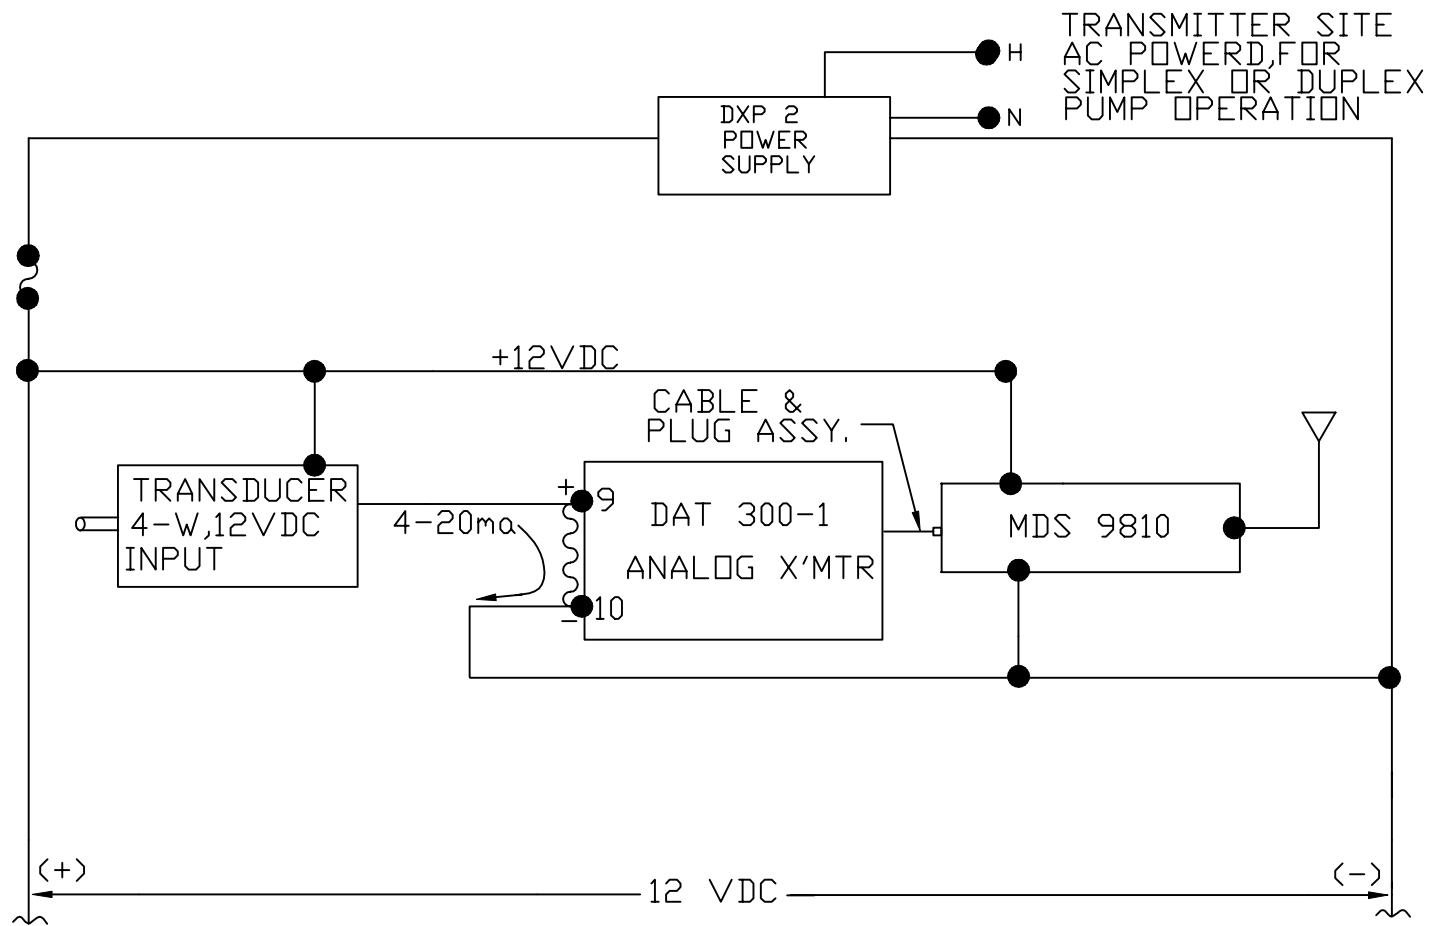 TRANSMITTER SITE
AC POWERD,FOR
SIMPLEX OR DUPLEX
PUMP OPERATION
H
N
DXP 2
POWER
SUPPLY
+12VDC
CABLE &
PLUG ASSY.
TRANSDUCER
4-W,12VDC
INPUT
4-20ma
+
9
DAT 300-1
ANALOG X'MTR
10
-
MDS 9810
(+)
12 VDC
(-)